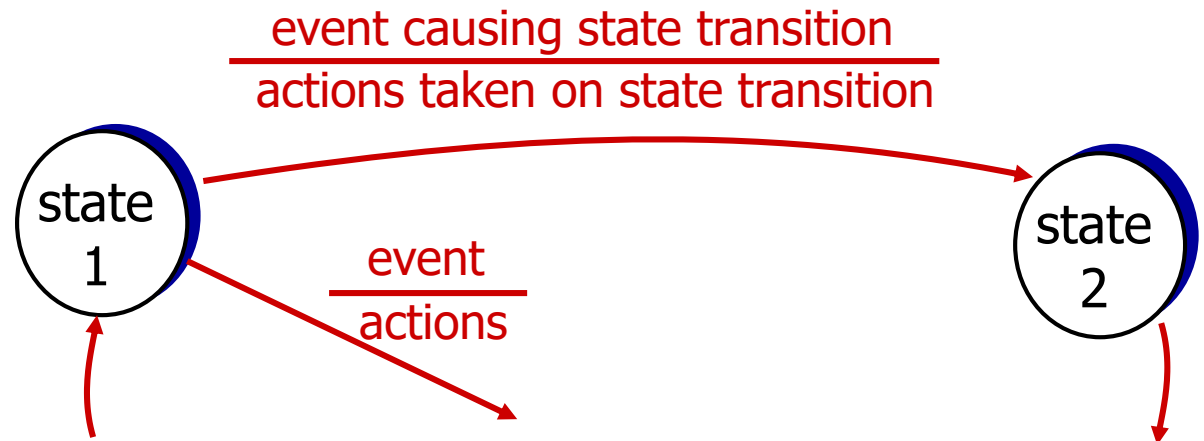 event causing state transition
actions taken on state transition
state
1
event
actions
state
2